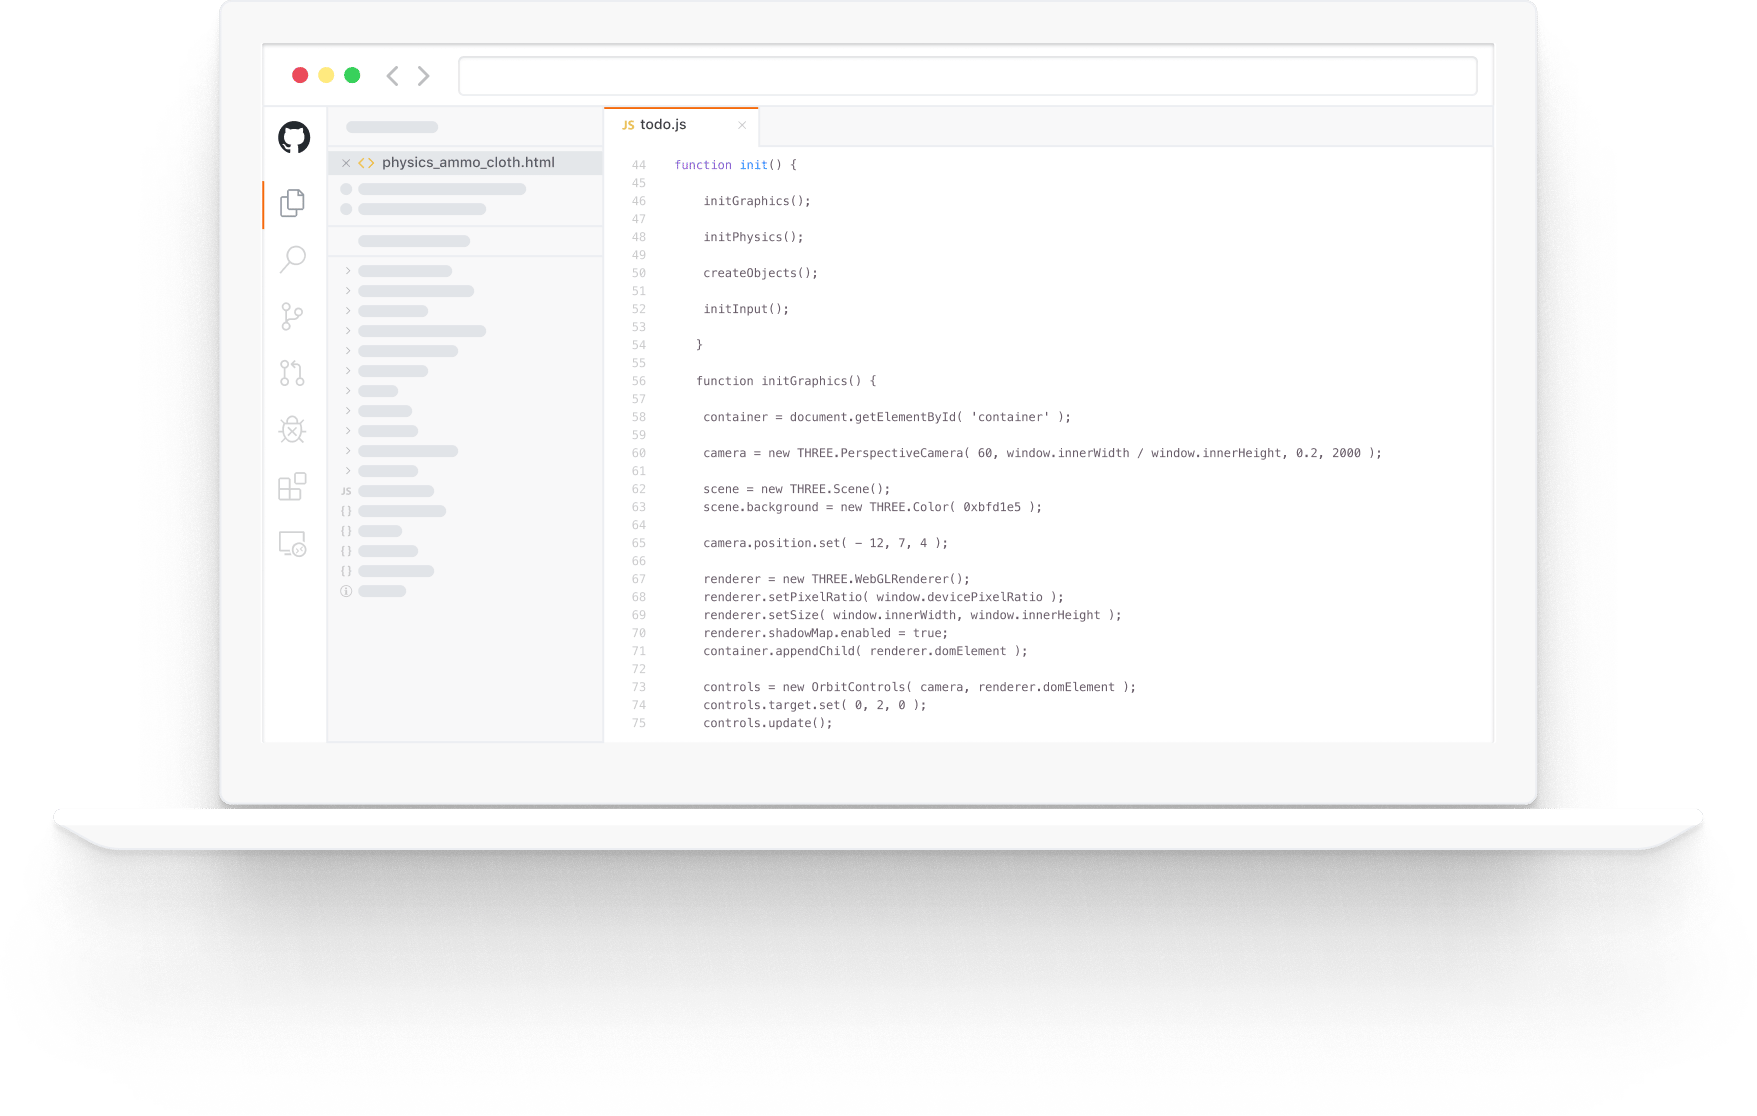 JS todo.js
physics_ammo_cloth.html
44 function init() {
45
46 initGraphics();
47
48 initPhysics();
49
50 createObjects();
51
52 initInput();
53
54 }
55
56 function initGraphics() {
57
58 container = document.getElementById( 'container' );
59
60 camera = new THREE.PerspectiveCamera( 60, window.innerWidth / window.innerHeight, 0.2, 2000 );
61
62 scene = new THREE.Scene();
63 scene.background = new THREE.Color( 0xbfd1e5 );
64
65 camera.position.set( - 12, 7, 4 );
66
67 renderer = new THREE.WebGLRenderer();
68 renderer.setPixelRatio( window.devicePixelRatio );
69 renderer.setSize( window.innerWidth, window.innerHeight );
70 renderer.shadowMap.enabled = true;
71 container.appendChild( renderer.domElement );
72
73 controls = new OrbitControls( camera, renderer.domElement );
74 controls.target.set( 0, 2, 0 );
75 controls.update();
JS
{}
{}
{}
{}